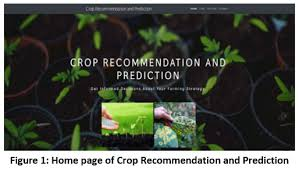 Crop Recommendation and Prediction
CROP RECOMMENDATION AND
PREDICTION
Get Informed Decisions About Your Farming Strategy
Figure 1: Home page of Crop Recommendation and Prediction